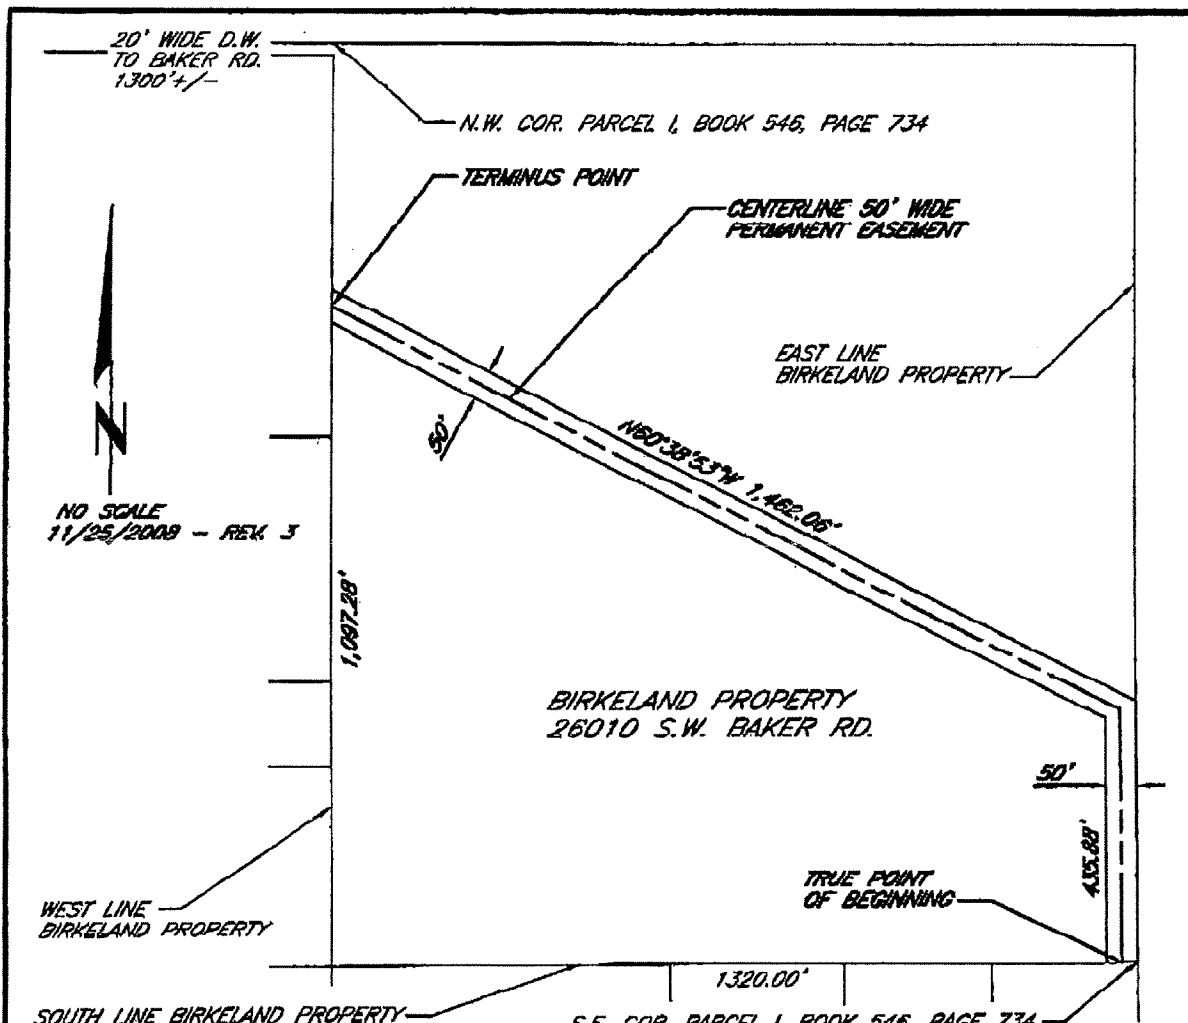 20' WIDE D.W.
TO BAKER RD.
1300'+/-
N.W. COR. PARCEL I, BOOK 546, PAGE 734
TERMINUS POINT
CENTERLINE 50' WIDE
PERMANENT EASEMENT
EAST LINE
BIRKELAND PROPERTY
50'
N60°38'53"W 1,462.06'
N
NO SCALE
11/25/2008 - REV. 3
1,097.28'
BIRKELAND PROPERTY
26010 S.W. BAKER RD.
50'
435.88'
TRUE POINT
OF BEGINNING
WEST LINE
BIRKELAND PROPERTY
1320.00'
SOUTH LINE BIRKELAND PROPERTY
S.E. COR. PARCEL I, BOOK 546, PAGE 734